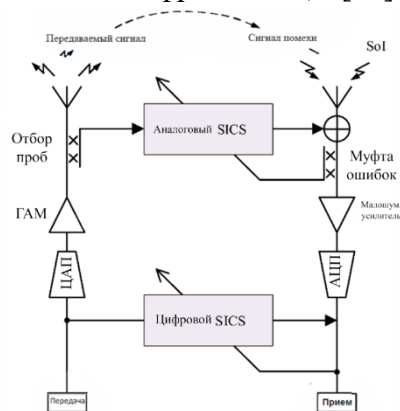 Передаваемый сигнал
Сигнал помехи
SoI
Аналоговый SICS
Отбор
проб
Муфта
ошибок
ГАМ
Малошум
усилитель
ЦАП
АЦП
Цифровой SICS
Передача
Прием